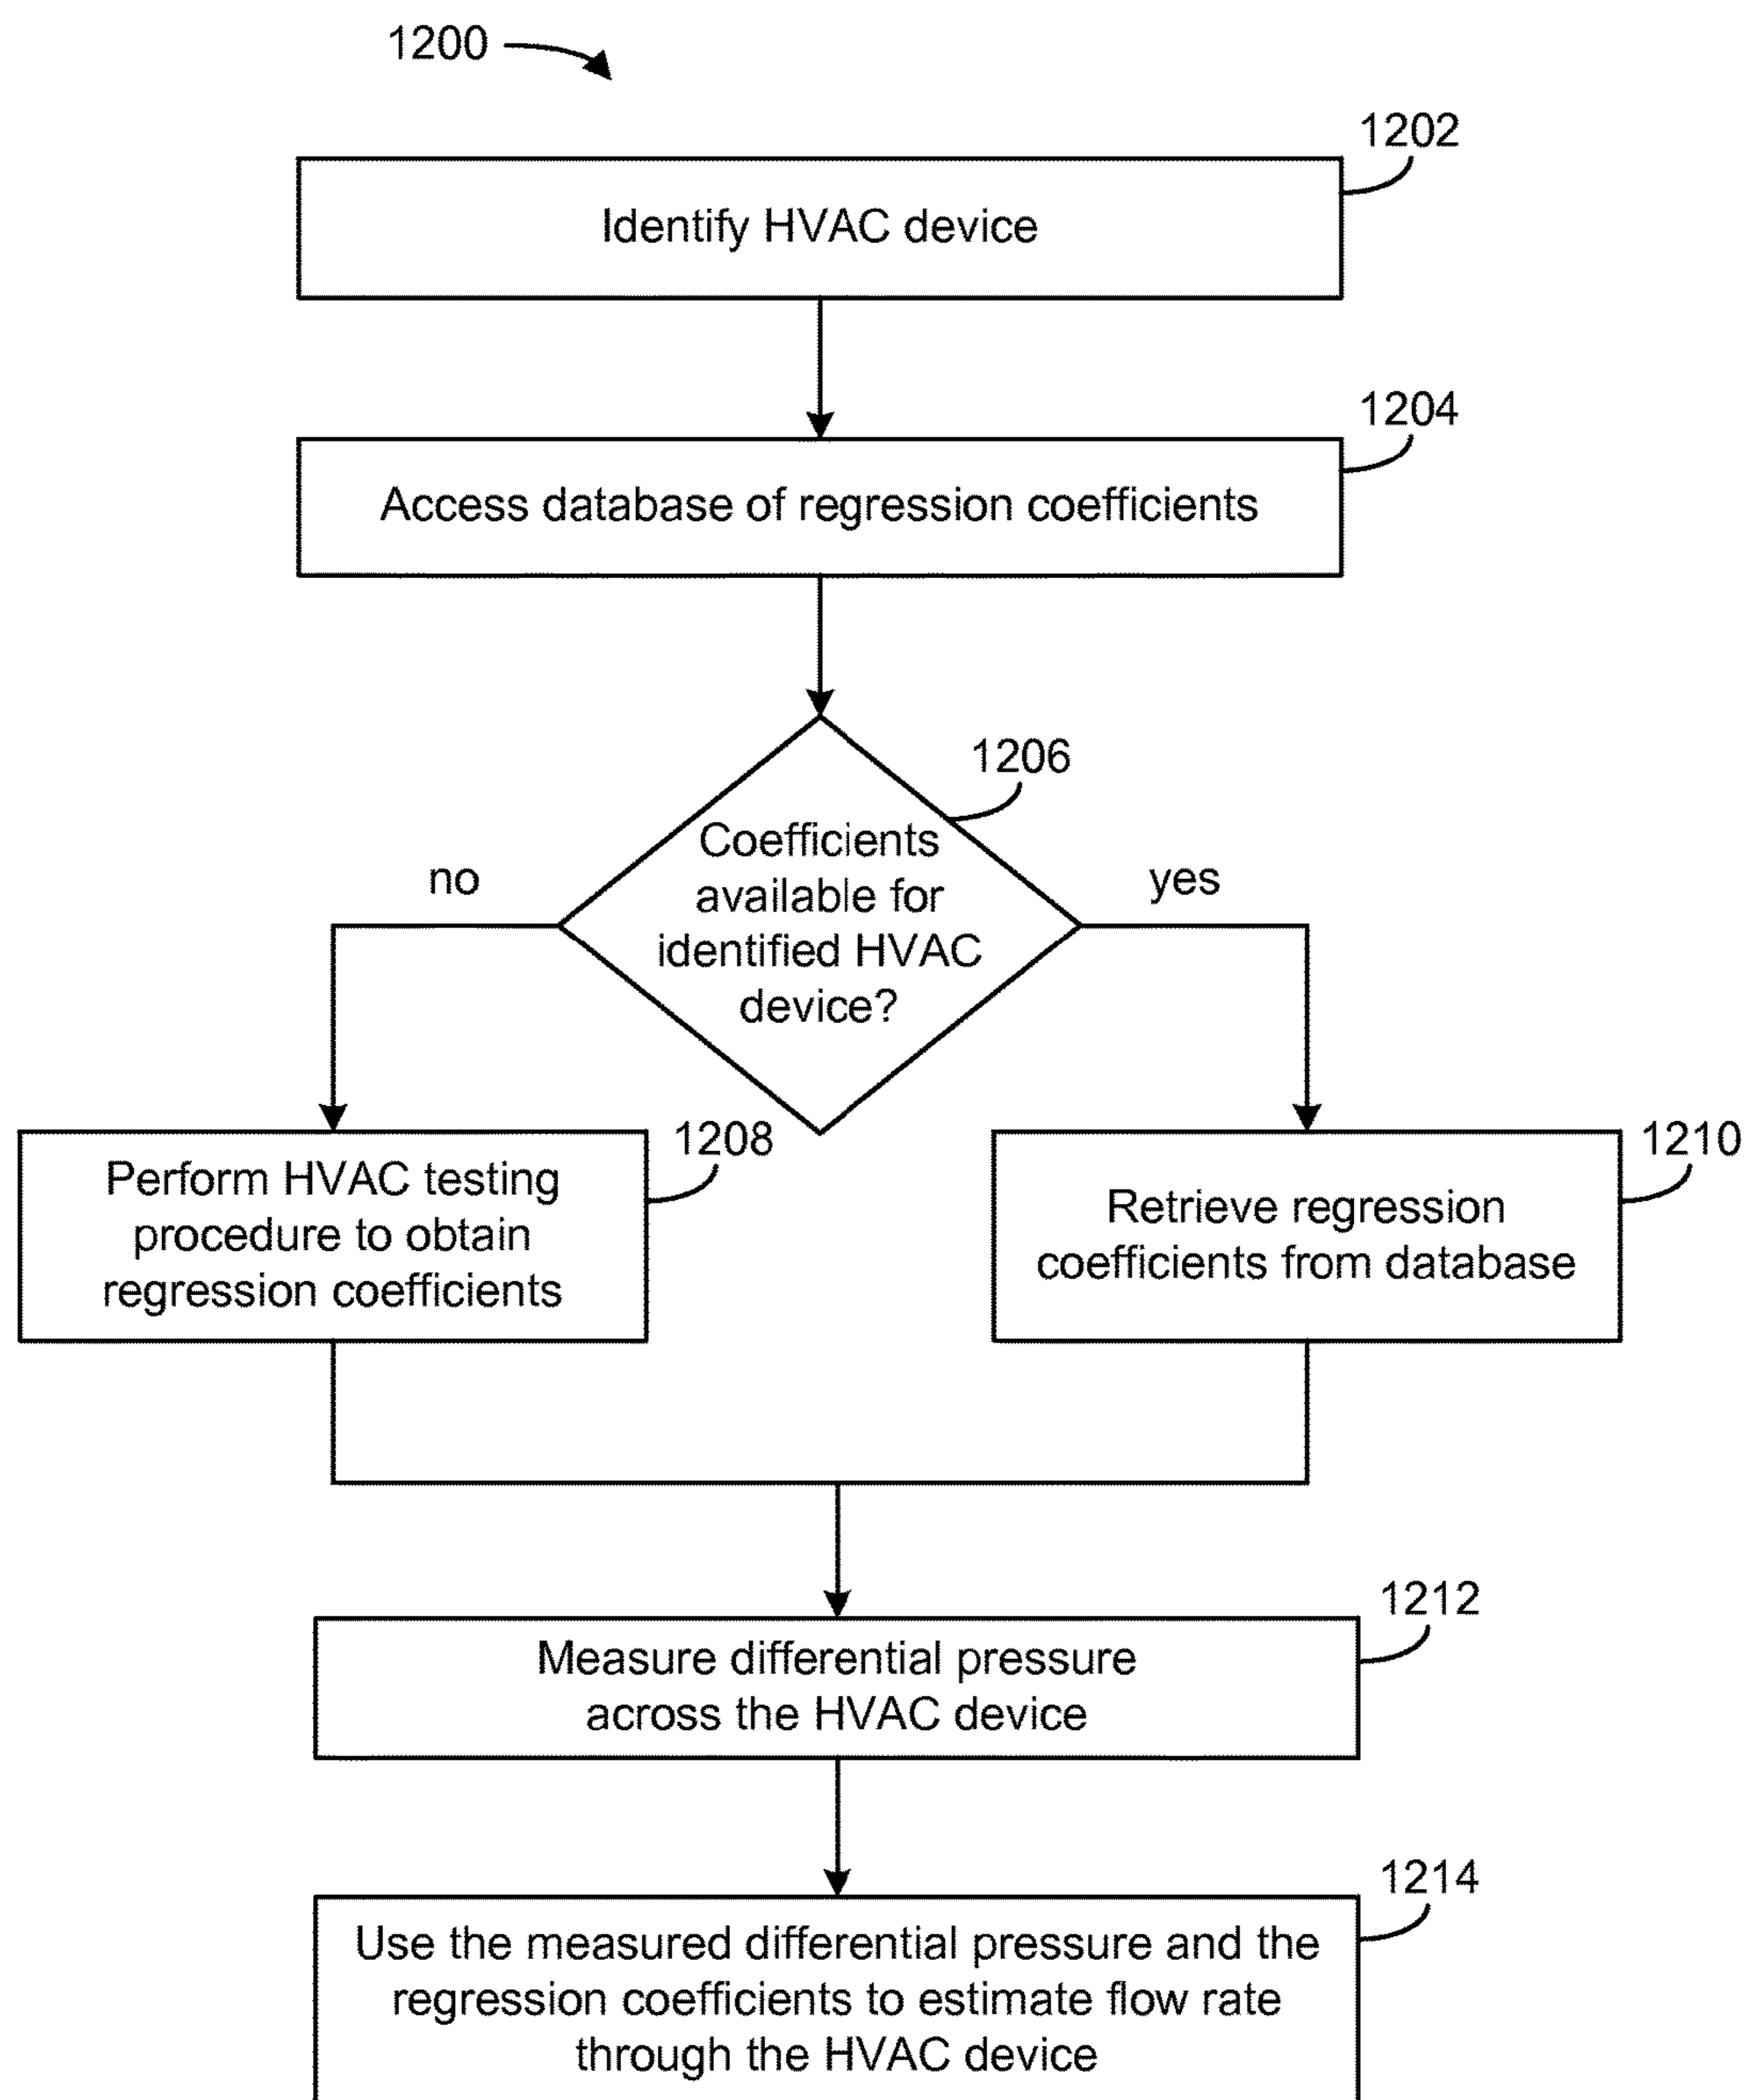 1200
1202
Identify HVAC device
1204
Access database of regression coefficients
1206
Coefficients
available for
identified HVAC
device?
no
yes
1208
Perform HVAC testing
procedure to obtain
regression coefficients
1210
Retrieve regression
coefficients from database
1212
Measure differential pressure
across the HVAC device
1214
Use the measured differential pressure and the
regression coefficients to estimate flow rate
through the HVAC device